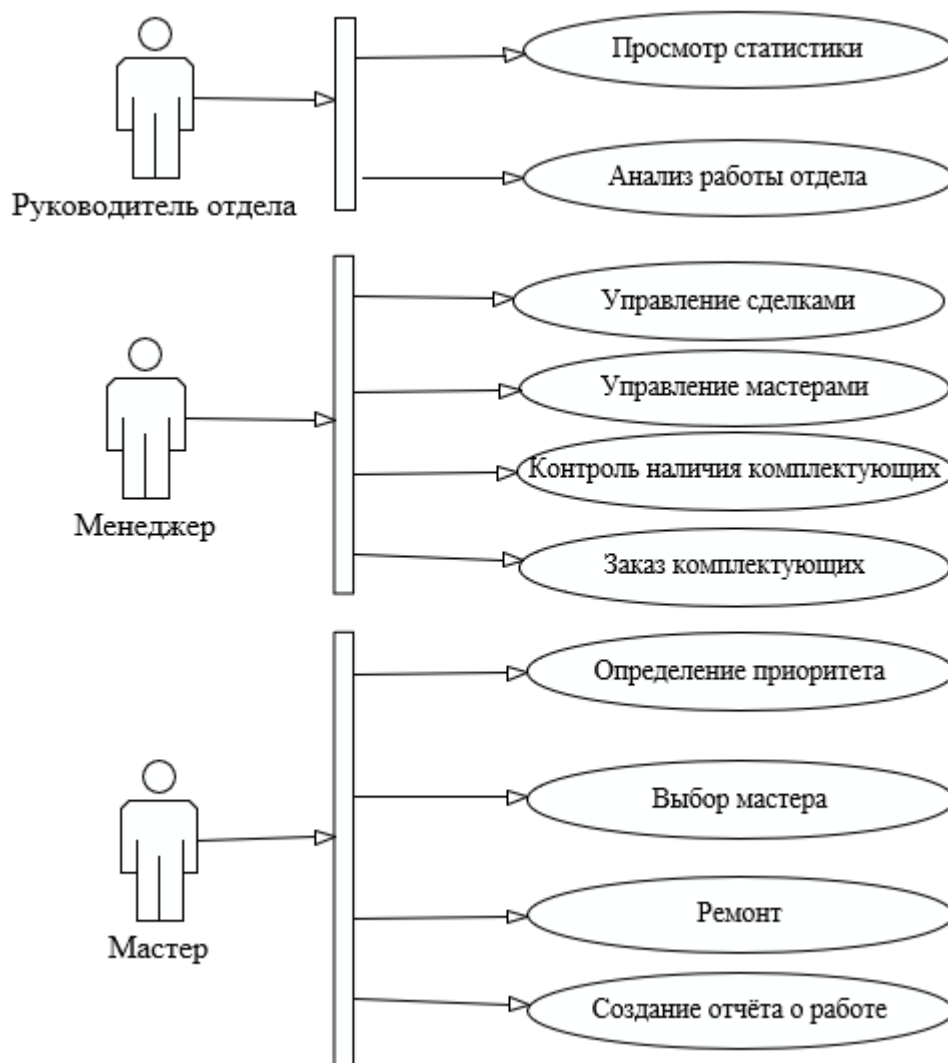 Просмотр статистики
Анализ работы отдела
Руководитель отдела
Управление сделками
Управление мастерами
Контроль наличия комплектующих
Заказ комплектующих
Менеджер
Определение приоритета
Выбор мастера
Ремонт
Создание отчёта о работе
Мастер